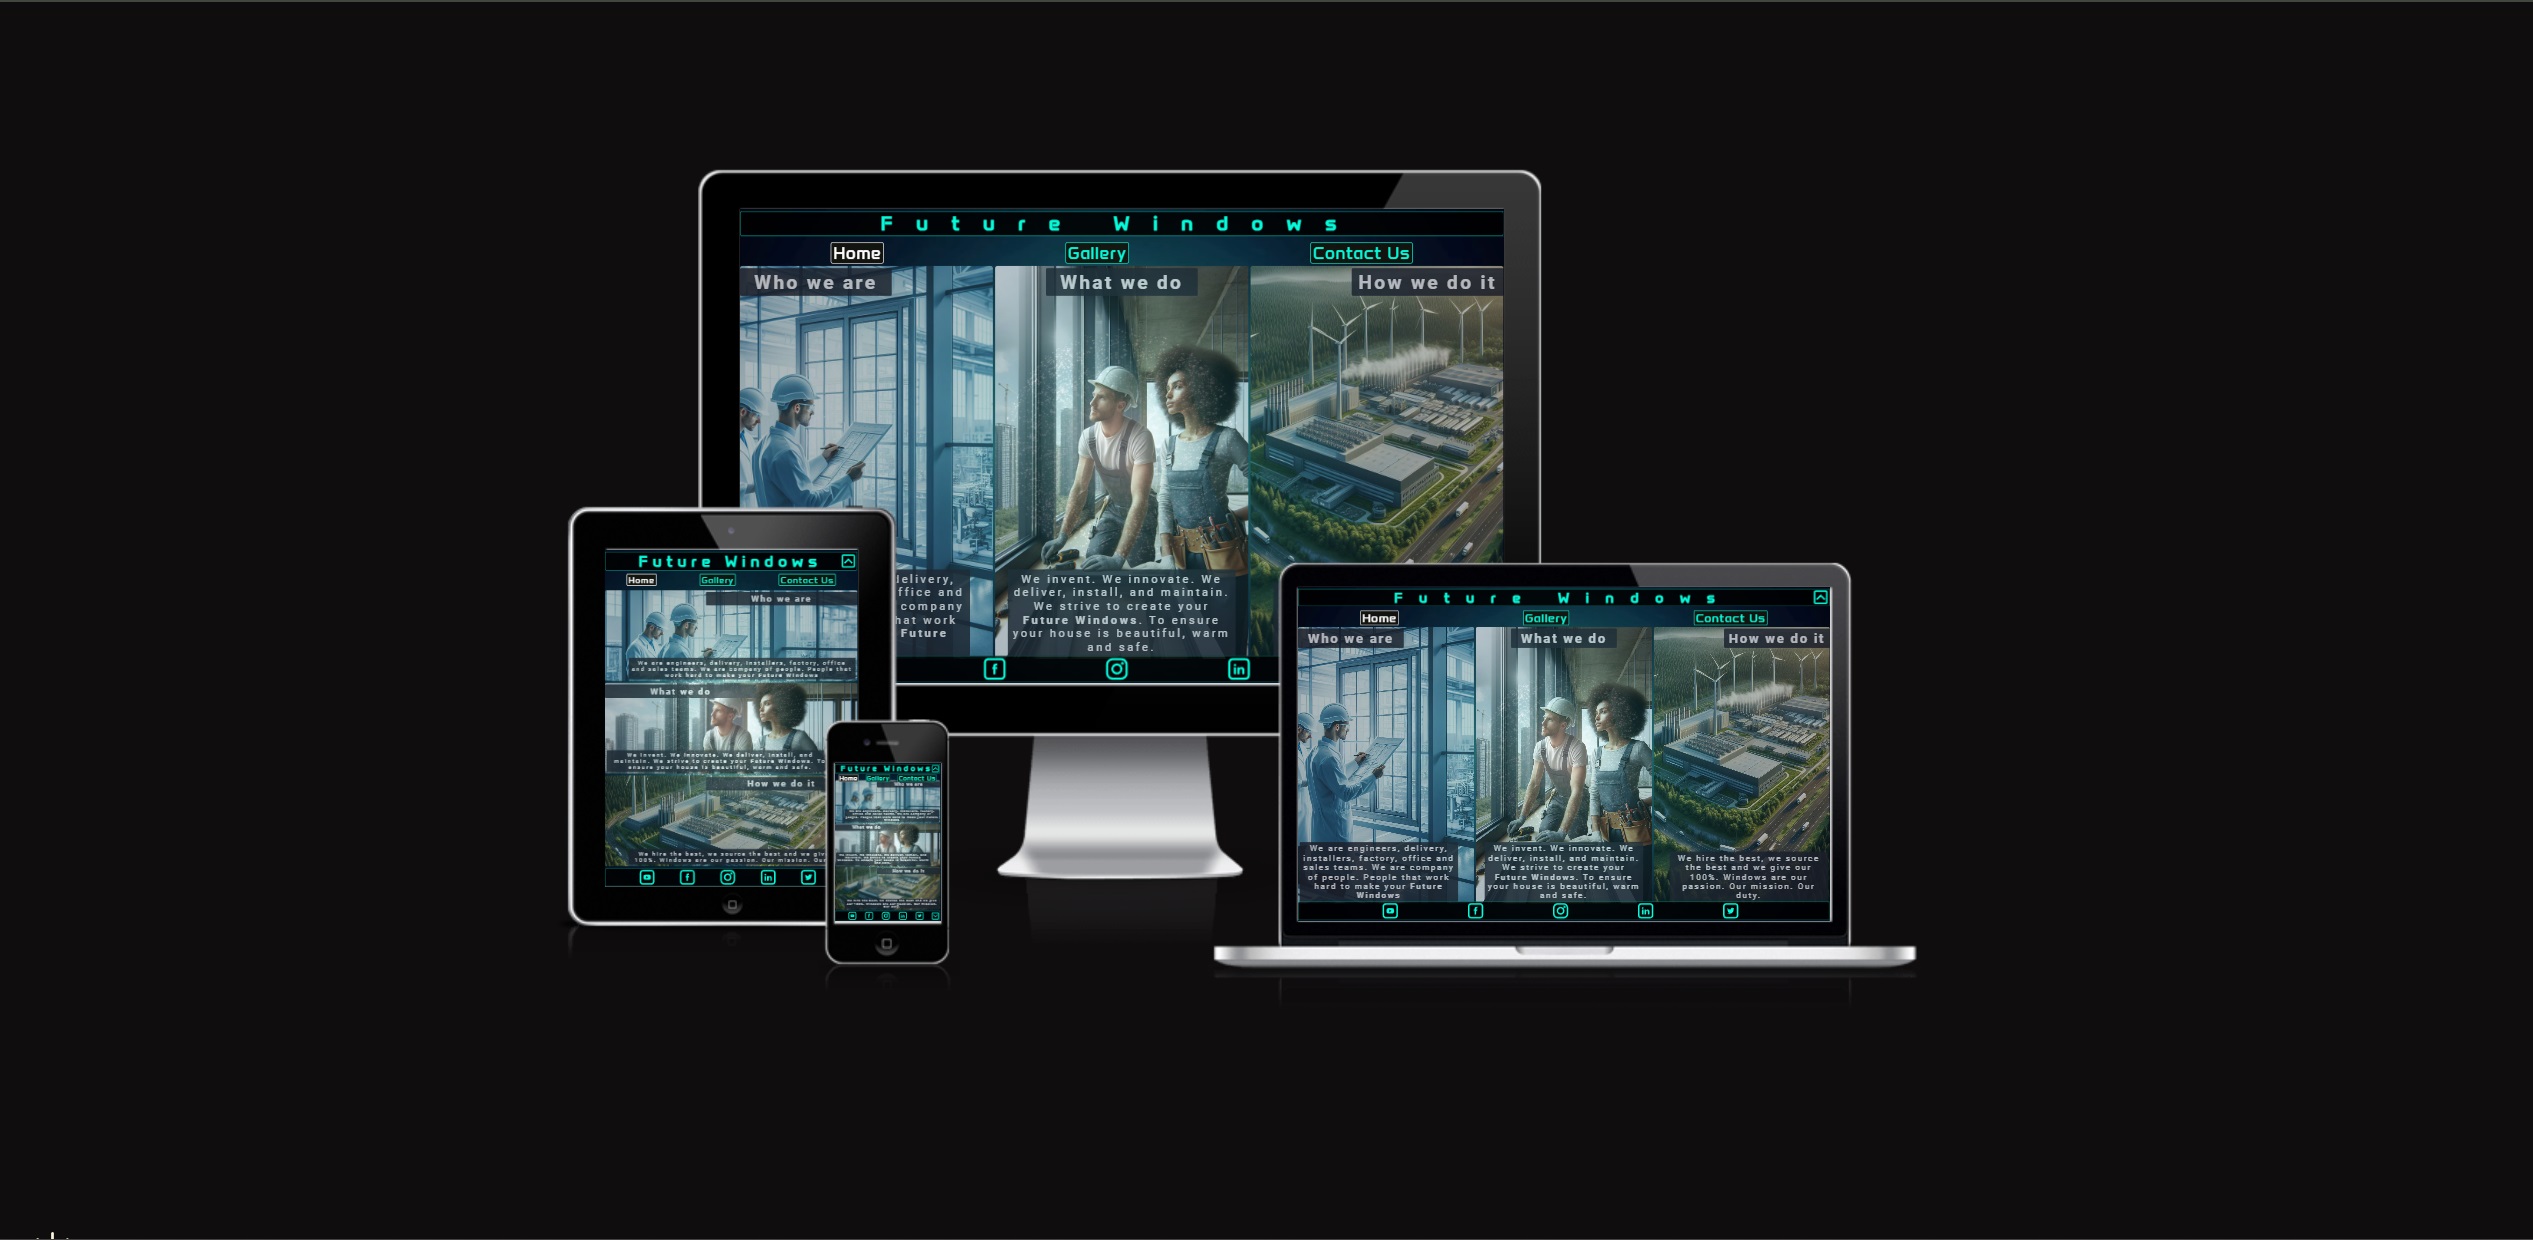 Future Windows
Home Gallery Contact Us
Who we are What we do How we do it
delivery,
ffice and
company
hat work
Future
We invent. We innovate. We
deliver, install, and maintain.
We strive to create your
Future Windows. To ensure
your house is beautiful, warm
and safe.
Future Windows
Home Gallery Contact Us
Who we are
We are engineers, delivery, installers, factory, office
and sales teams. We are company of people. People that
work hard to make your Future Windows
What we do
We invent. We innovate. We deliver, install, and
maintain. We strive to create your Future Windows. To
ensure your house is beautiful, warm and safe.
How we do it
We hire the best, we source the best and we giv
100%. Windows are our passion. Our mission. Our
Future Windows
Home Gallery Contact Us
Who we are
What we do
How we do it
Future Windows
Home Gallery Contact Us
Who we are What we do How we do it
We are engineers, delivery,
installers, factory, office and
sales teams. We are company
of people. People that work
hard to make your Future
Windows
We invent. We innovate. We
deliver, install, and maintain.
We strive to create your
Future Windows. To ensure
your house is beautiful, warm
and safe.
We hire the best, we source
the best and we give our
100%. Windows are our
passion. Our mission. Our
duty.